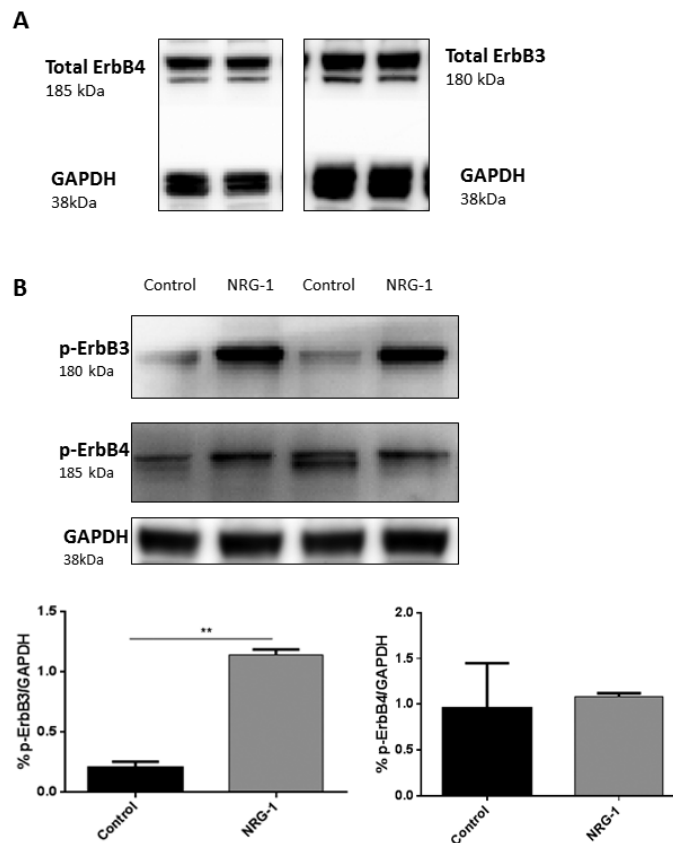 A
Total ErbB4
185 kDa
GAPDH
38kDa
Total ErbB3
180 kDa
GAPDH
38kDa
B
Control NRG-1 Control NRG-1
p-ErbB3
180 kDa
p-ErbB4
185 kDa
GAPDH
38kDa
% p-ErbB3/GAPDH
1.5
1.0
0.5
0.0
**
Control
NRG-1
% p-ErbB4/GAPDH
2.0
1.5
1.0
0.5
0.0
Control
NRG-1